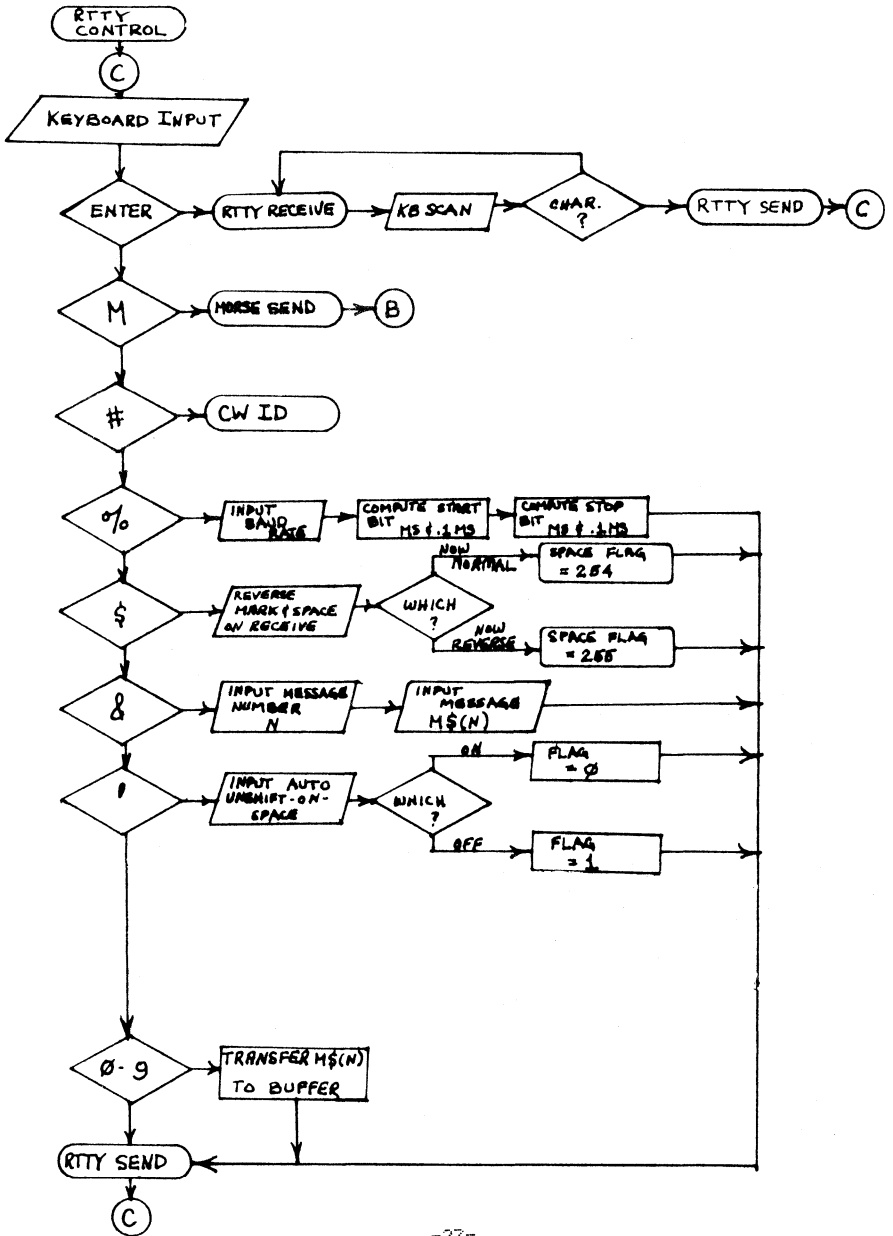 RTTY
CONTROL
C
KEYBOARD INPUT
ENTER
RTTY RECEIVE
KB SCAN
CHAR.
?
RTTY SEND
C
M
MORSE SEND
B
#
CW ID
%
INPUT
BAUD
RATE
COMPUTE START
BIT
MS & .1 MS
COMPUTE STOP
BIT
MS & .1 MS
$
REVERSE
MARK & SPACE
ON RECEIVE
WHICH
?
NOW
NORMAL
SPACE FLAG
= 254
NOW
REVERSE
SPACE FLAG
= 255
&
INPUT MESSAGE
NUMBER
N
INPUT
MESSAGE
M$(N)
'
INPUT AUTO
UNSHIFT-ON-
SPACE
WHICH
?
ON
FLAG
= Ø
OFF
FLAG
= 1
Ø-9
TRANSFER M$(N)
TO BUFFER
RTTY SEND
C